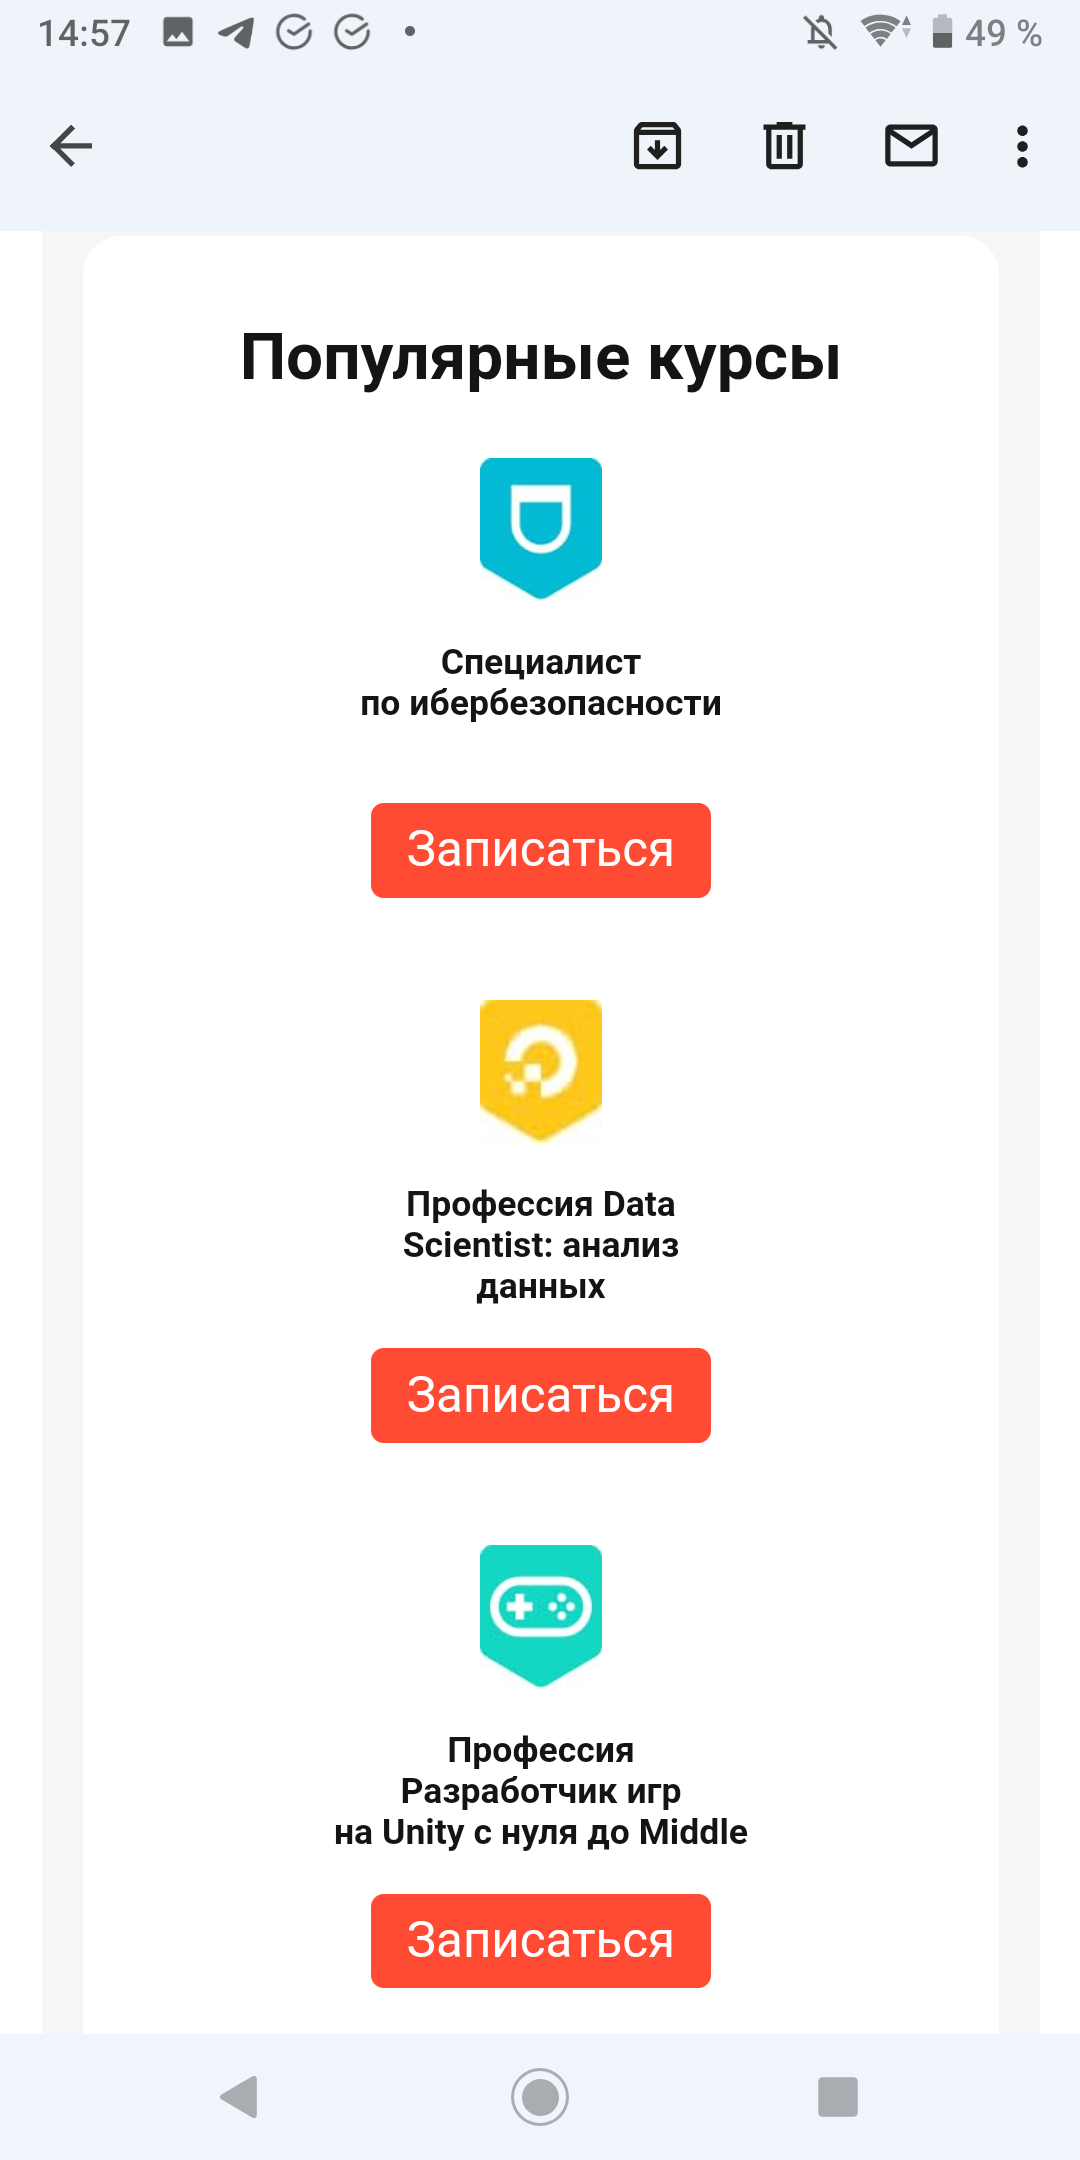 14:57
49 %
Популярные курсы
Специалист
по ибербезопасности
Записаться
Профессия Data
Scientist: анализ
данных
Записаться
Профессия
Разработчик игр
на Unity с нуля до Middle
Записаться